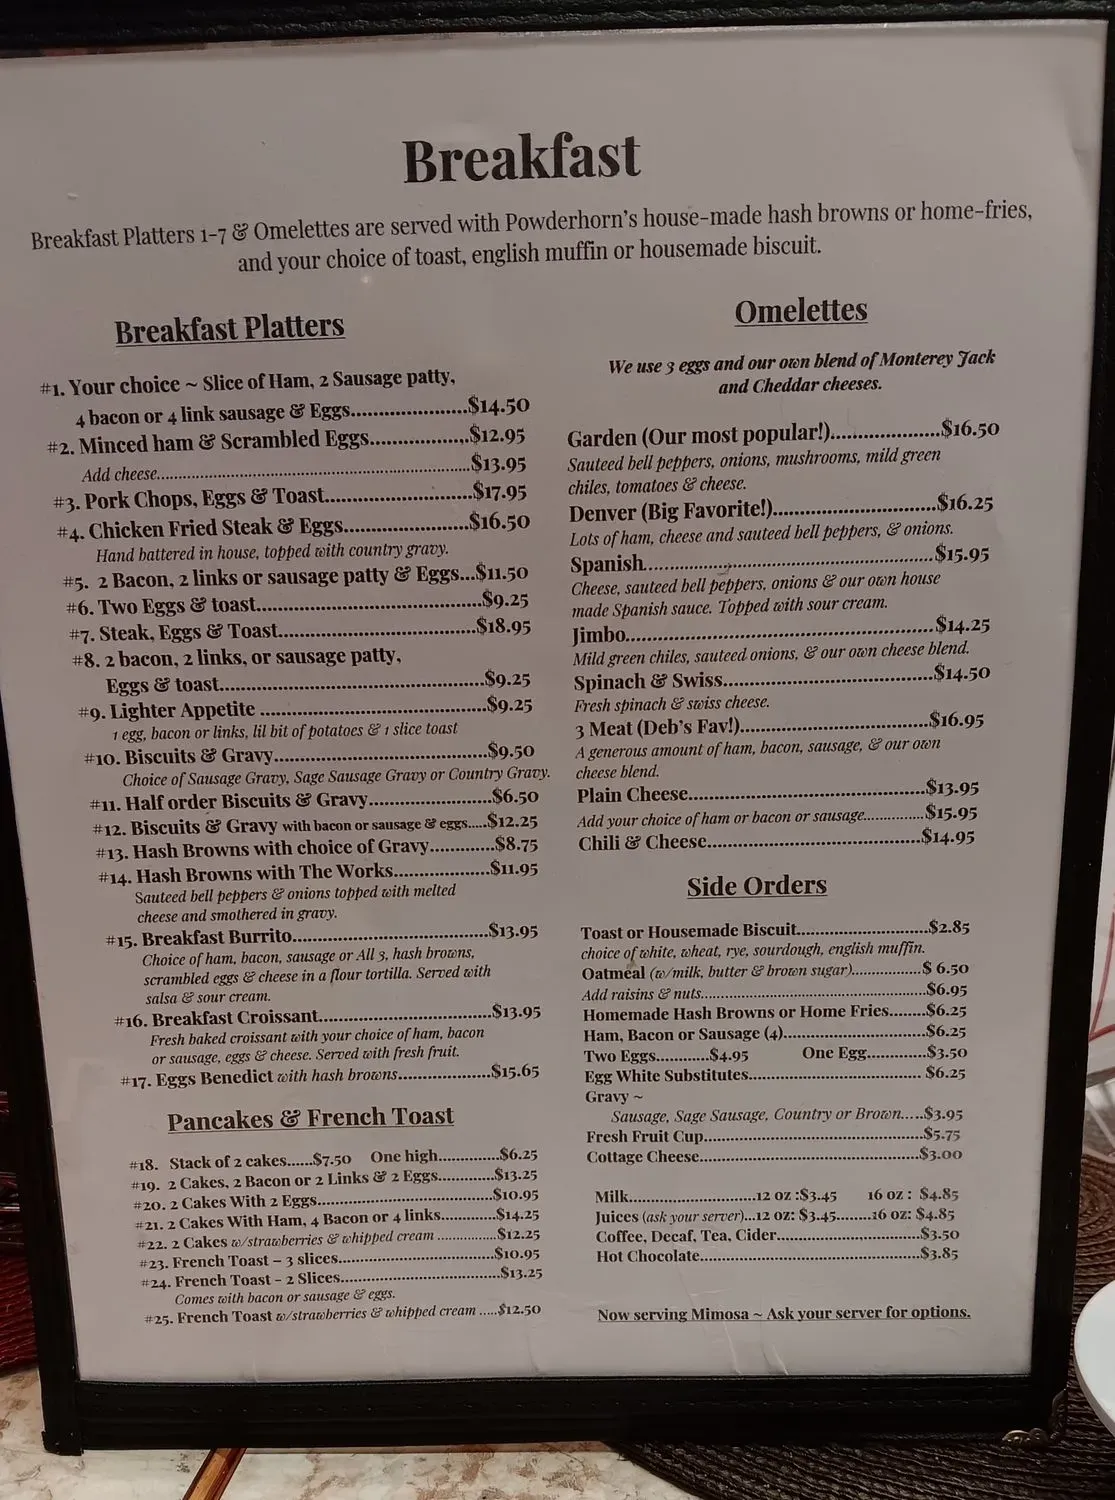 Breakfast
Breakfast Platters 1-7 & Omelettes are served with Powderhorn's house-made hash browns or home-fries,
and your choice of toast, english muffin or housemade biscuit.
Breakfast Platters
#1. Your choice ~ Slice of Ham, 2 Sausage patty,
4 bacon or 4 link sausage & Eggs.......................$14.50
#2. Minced ham & Scrambled Eggs...................$12.95
Add cheese.......................................................................$13.95
#3. Pork Chops, Eggs & Toast............................$17.95
#4. Chicken Fried Steak & Eggs........................$16.50
Hand battered in house, topped with country gravy.
#5. 2 Bacon, 2 links or sausage patty & Eggs...$11.50
#6. Two Eggs & toast...........................................$9.25
#7. Steak, Eggs & Toast.....................................$18.95
#8. 2 bacon, 2 links, or sausage patty,
Eggs & toast..................................................$9.25
#9. Lighter Appetite ...........................................$9.25
1 egg, bacon or links, lil bit of potatoes & 1 slice toast
#10. Biscuits & Gravy........................................$9.50
Choice of Sausage Gravy, Sage Sausage Gravy or Country Gravy.
#11. Half order Biscuits & Gravy.......................$6.50
#12. Biscuits & Gravy with bacon or sausage & eggs.....$12.25
#13. Hash Browns with choice of Gravy............$8.75
#14. Hash Browns with The Works..................$11.95
Sauteed bell peppers & onions topped with melted
cheese and smothered in gravy.
#15. Breakfast Burrito.....................................$13.95
Choice of ham, bacon, sausage or All 3, hash browns,
scrambled eggs & cheese in a flour tortilla. Served with
salsa & sour cream.
#16. Breakfast Croissant.................................$13.95
Fresh baked croissant with your choice of ham, bacon
or sausage, eggs & cheese. Served with fresh fruit.
#17. Eggs Benedict with hash browns.................$15.65
Pancakes & French Toast
#18. Stack of 2 cakes......$7.50 One high.............$6.25
#19. 2 Cakes, 2 Bacon or 2 Links & 2 Eggs..........$13.25
#20. 2 Cakes With 2 Eggs.................................$10.95
#21. 2 Cakes With Ham, 4 Bacon or 4 links..........$14.25
#22. 2 Cakes w/strawberries & whipped cream .............$12.25
#23. French Toast – 3 slices.............................$10.95
#24. French Toast – 2 Slices..............................$13.25
Comes with bacon or sausage & eggs.
#25. French Toast w/strawberries & whipped cream .....$12.50
Omelettes
We use 3 eggs and our own blend of Monterey Jack
and Cheddar cheeses.
Garden (Our most popular!)......................$16.50
Sauteed bell peppers, onions, mushrooms, mild green
chiles, tomatoes & cheese.
Denver (Big Favorite!)..............................$16.25
Lots of ham, cheese and sauteed bell peppers, & onions.
Spanish.....................................................$15.95
Cheese, sauteed bell peppers, onions & our own house
made Spanish sauce. Topped with sour cream.
Jimbo........................................................$14.25
Mild green chiles, sauteed onions, & our own cheese blend.
Spinach & Swiss.......................................$14.50
Fresh spinach & swiss cheese.
3 Meat (Deb's Fav!)...................................$16.95
A generous amount of ham, bacon, sausage, & our own
cheese blend.
Plain Cheese.............................................$13.95
Add your choice of ham or bacon or sausage.............$15.95
Chili & Cheese..........................................$14.95
Side Orders
Toast or Housemade Biscuit.......................$2.85
choice of white, wheat, rye, sourdough, english muffin.
Oatmeal (w/milk, butter & brown sugar)................$ 6.50
Add raisins & nuts.....................................................$6.95
Homemade Hash Browns or Home Fries.......$6.25
Ham, Bacon or Sausage (4)..........................$6.25
Two Eggs...........$4.95 One Egg............$3.50
Egg White Substitutes.................................. $6.25
Gravy ~
Sausage, Sage Sausage, Country or Brown.....$3.95
Fresh Fruit Cup...........................................$5.75
Cottage Cheese............................................$3.00
Milk.........................12 oz :$3.45 16 oz : $4.85
Juices (ask your server)...12 oz: $3.45........16 oz: $4.85
Coffee, Decaf, Tea, Cider............................$3.50
Hot Chocolate.............................................$3.85
Now serving Mimosa ~ Ask your server for options.